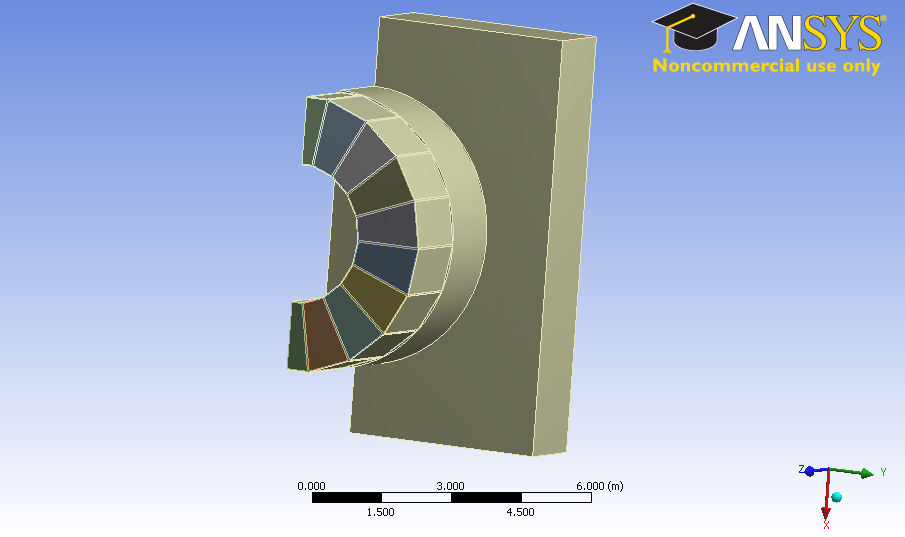 ANSYS®
Noncommercial use only
Z
Y
X
0.000 3.000 6.000 (m)
1.500 4.500